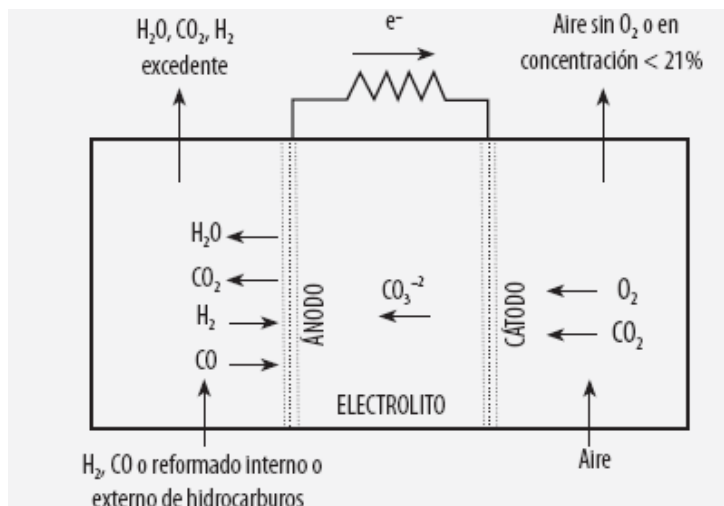 H₂O, CO₂, H₂
excedente
e⁻
Aire sin O₂ o en
concentración < 21%
H₂O
CO₂
H₂
CO
ÁNODO
CO₃⁻²
ELECTROLITO
CÁTODO
O₂
CO₂
H₂, CO o reformado interno o
externo de hidrocarburos
Aire